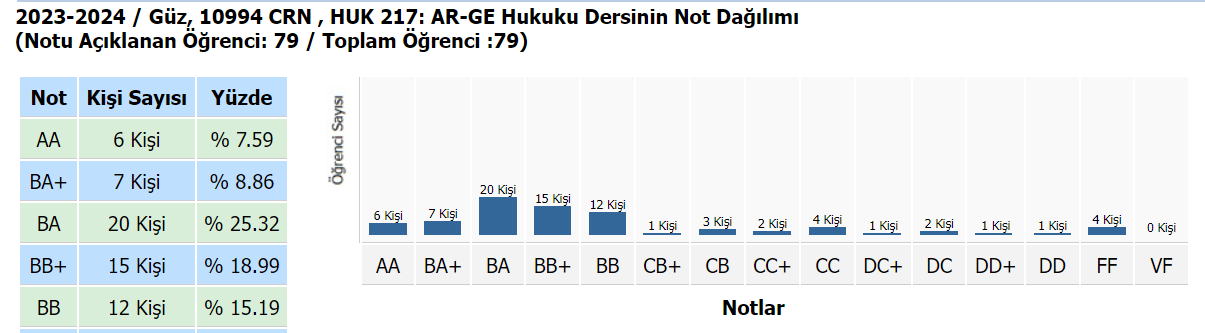 2023-2024 / Güz, 10994 CRN , HUK 217: AR-GE Hukuku Dersinin Not Dağılımı
(Notu Açıklanan Öğrenci: 79 / Toplam Öğrenci :79)
Not Kişi Sayısı Yüzde
AA 6 Kişi % 7.59
BA+ 7 Kişi % 8.86
BA 20 Kişi % 25.32
BB+ 15 Kişi % 18.99
BB 12 Kişi % 15.19
Öğrenci Sayısı
6 Kişi 7 Kişi 20 Kişi 15 Kişi 12 Kişi 1 Kişi 3 Kişi 2 Kişi 4 Kişi 1 Kişi 2 Kişi 1 Kişi 1 Kişi 4 Kişi 0 Kişi
AA BA+ BA BB+ BB CB+ CB CC+ CC DC+ DC DD+ DD FF VF
Notlar